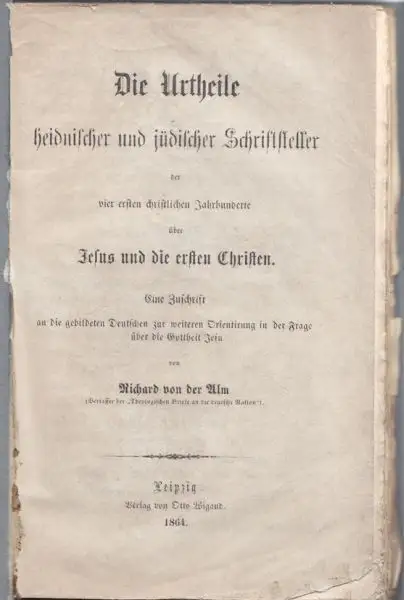 Die Urtheile
heidnischer und jüdischer Schriftsteller
der
vier ersten christlichen Jahrhunderte
über
Jesus und die ersten Christen.
Eine Zuschrift
an die gebildeten Deutschen zur weiteren Orientirung in der Frage
über die Gottheit Jesu
von
Richard von der Alm
(Verfasser der „Theologischen Briefe an die deutsche Nation“).
Leipzig
Verlag von Otto Wigand.
1864.